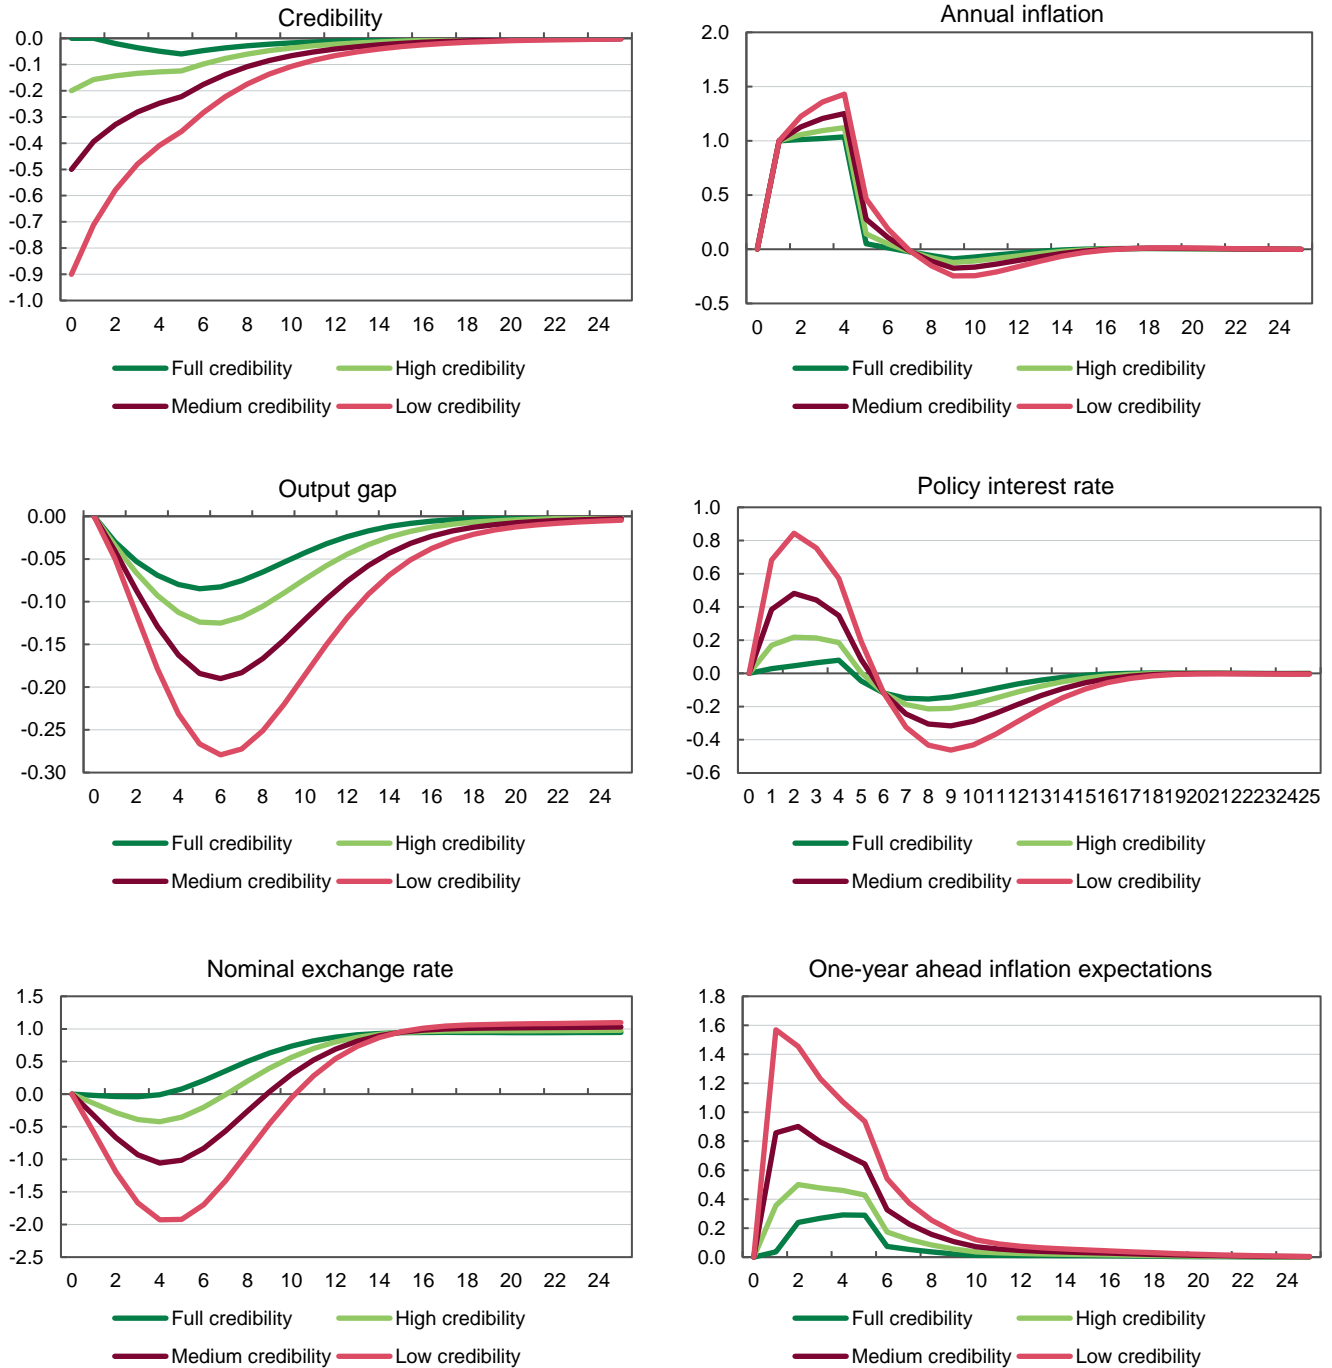 Credibility
0.0
-0.1
-0.2
-0.3
-0.4
-0.5
-0.6
-0.7
-0.8
-0.9
-1.0
0 2 4 6 8 10 12 14 16 18 20 22 24
Full credibility High credibility
Medium credibility Low credibility
Annual inflation
2.0
1.5
1.0
0.5
0.0
-0.5
0 2 4 6 8 10 12 14 16 18 20 22 24
Full credibility High credibility
Medium credibility Low credibility
Output gap
0.00
-0.05
-0.10
-0.15
-0.20
-0.25
-0.30
0 2 4 6 8 10 12 14 16 18 20 22 24
Full credibility High credibility
Medium credibility Low credibility
Policy interest rate
1.0
0.8
0.6
0.4
0.2
0.0
-0.2
-0.4
-0.6
0 1 2 3 4 5 6 7 8 9 10 11 12 13 14 15 16 17 18 19 20 21 22 23 24 25
Full credibility High credibility
Medium credibility Low credibility
Nominal exchange rate
1.5
1.0
0.5
0.0
-0.5
-1.0
-1.5
-2.0
-2.5
0 2 4 6 8 10 12 14 16 18 20 22 24
Full credibility High credibility
Medium credibility Low credibility
One-year ahead inflation expectations
1.8
1.6
1.4
1.2
1.0
0.8
0.6
0.4
0.2
0.0
0 2 4 6 8 10 12 14 16 18 20 22 24
Full credibility High credibility
Medium credibility Low credibility